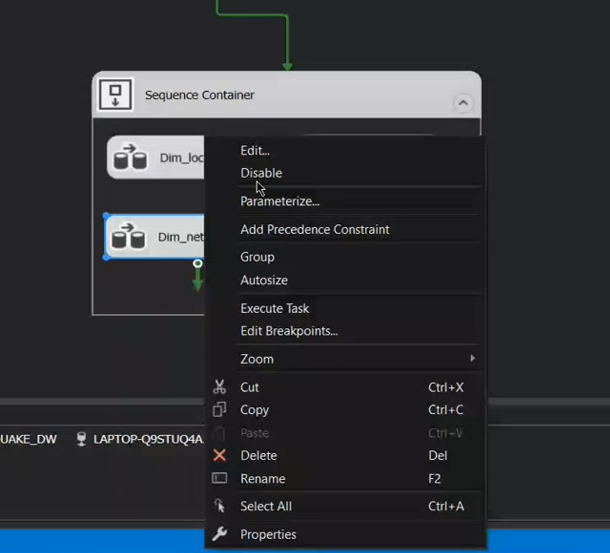 Sequence Container
Dim_loc
Dim_net
Edit...
Disable
Parameterize...
Add Precedence Constraint
Group
Autosize
Execute Task
Edit Breakpoints...
Zoom
Cut Ctrl+X
Copy Ctrl+C
Paste Ctrl+V
Delete Del
Rename F2
Select All Ctrl+A
Properties
UAKE_DW LAPTOP-Q9STUQ4A